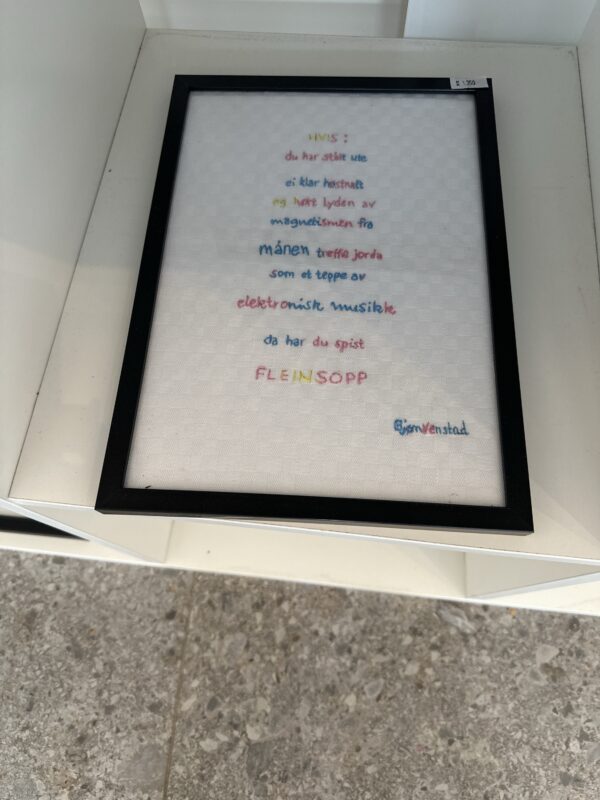 HVIS :
du har stått ute
ei klar høstnatt
og hørt lyden av
magnetismen fra
månen treffe jorda
som et teppe av
elektronisk musikk
da har du spist
FLEINSOPP
@jennVenstad